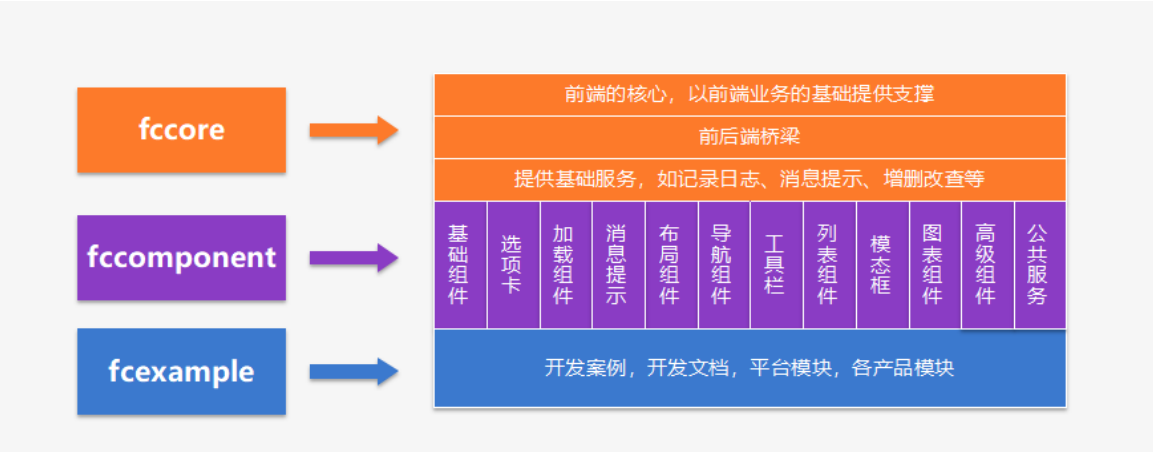 fccore
前端的核心，以前端业务的基础提供支撑
前后端桥梁
提供基础服务，如记录日志、消息提示、增删改查等
fccomponent
基础组件
选项卡
加载组件
消息提示
布局组件
导航组件
工具栏
列表组件
模态框
图表组件
高级组件
公共服务
fcexample
开发案例，开发文档，平台模块，各产品模块